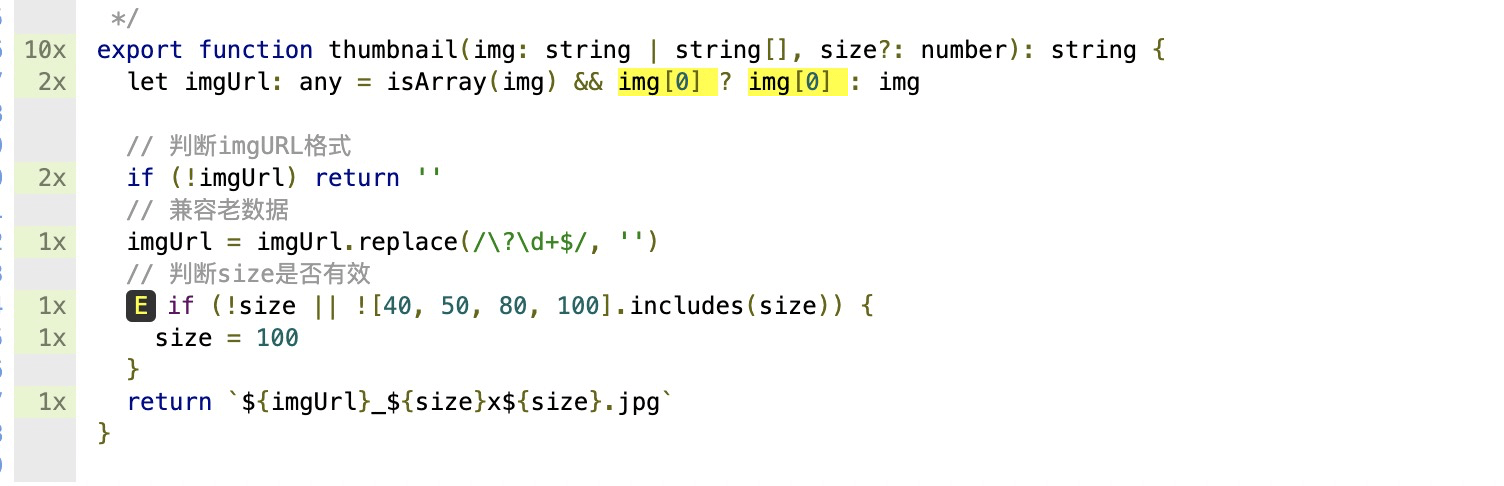 */
10x export function thumbnail(img: string | string[], size?: number): string {
2x let imgUrl: any = isArray(img) && img[0] ? img[0] : img
// 判断imgURL格式
2x if (!imgUrl) return ''
// 兼容老数据
1x imgUrl = imgUrl.replace(/\?\d+$/, '')
// 判断size是否有效
1x E if (!size || ![40, 50, 80, 100].includes(size)) {
1x size = 100
}
1x return `${imgUrl}_${size}x${size}.jpg`
}